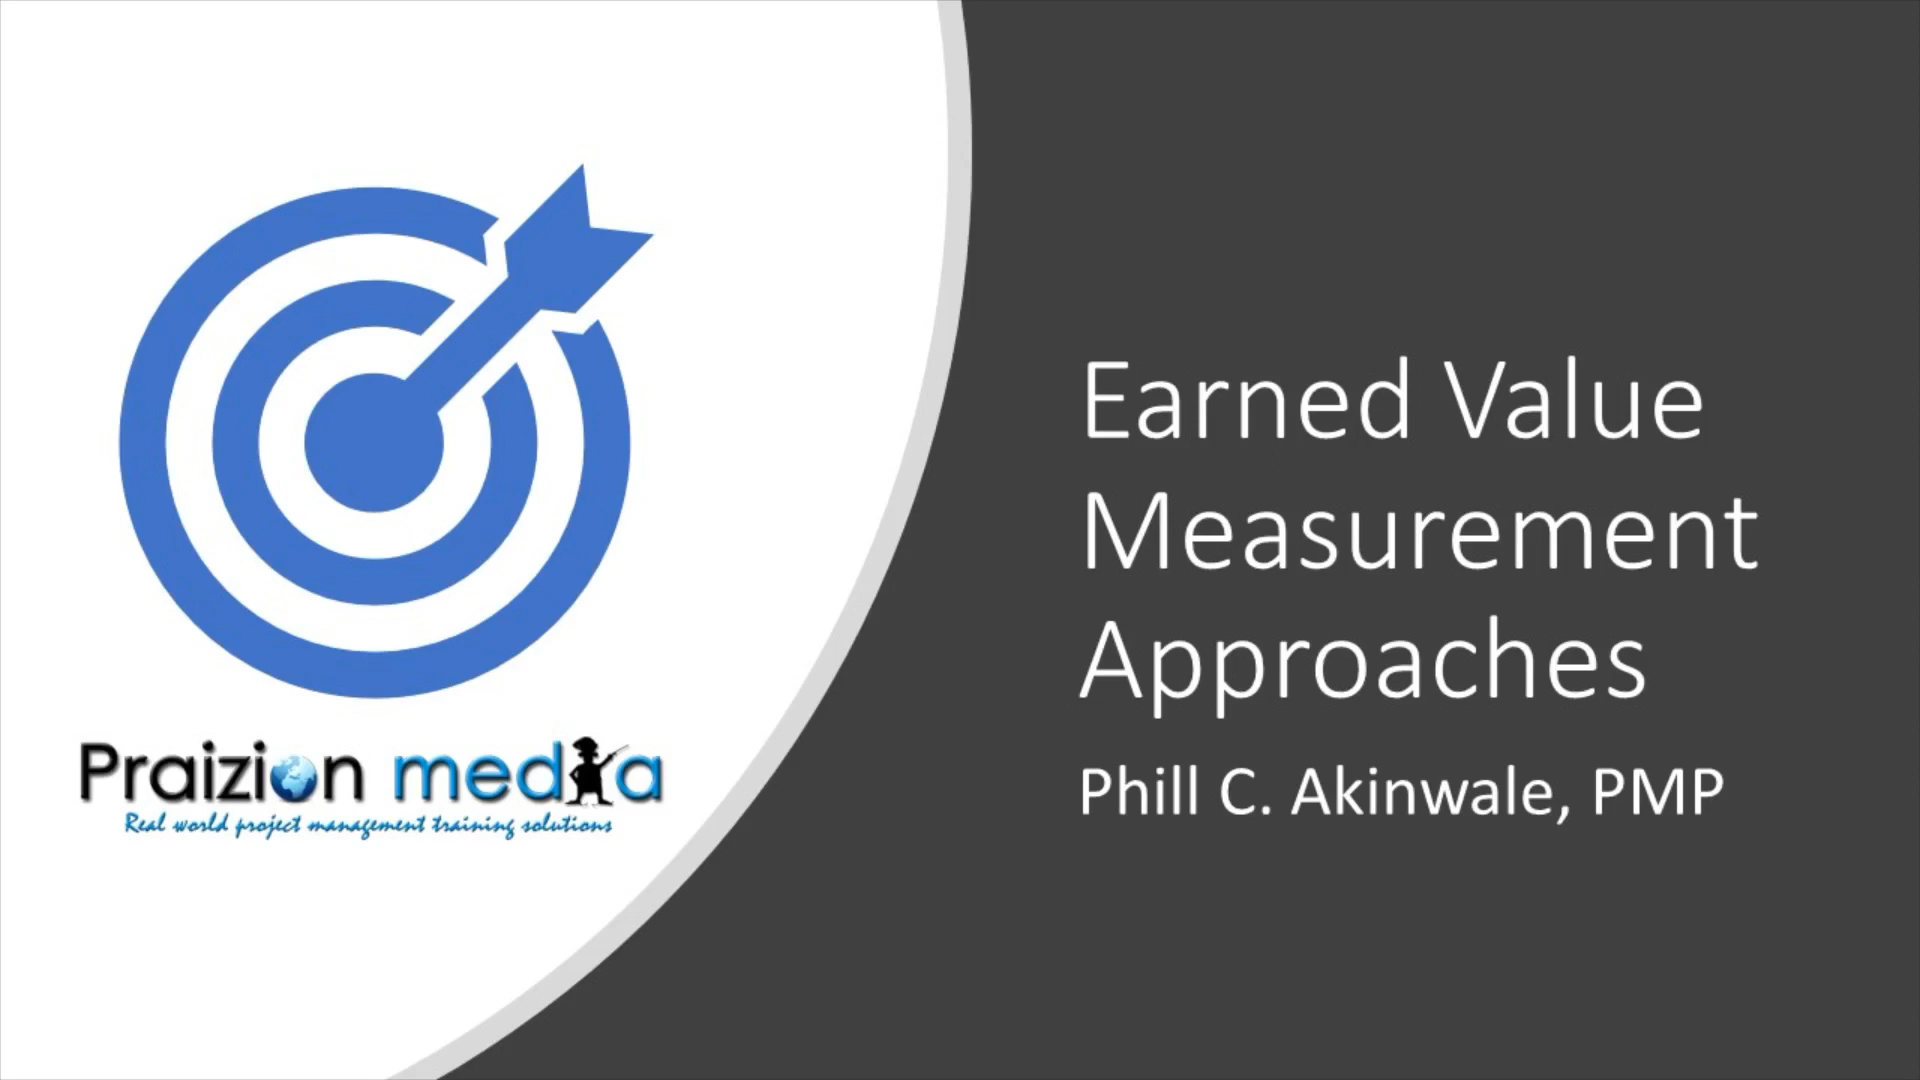 Earned Value
Measurement
Approaches
Phill C. Akinwale, PMP
Praizion media
Real world project management training solutions